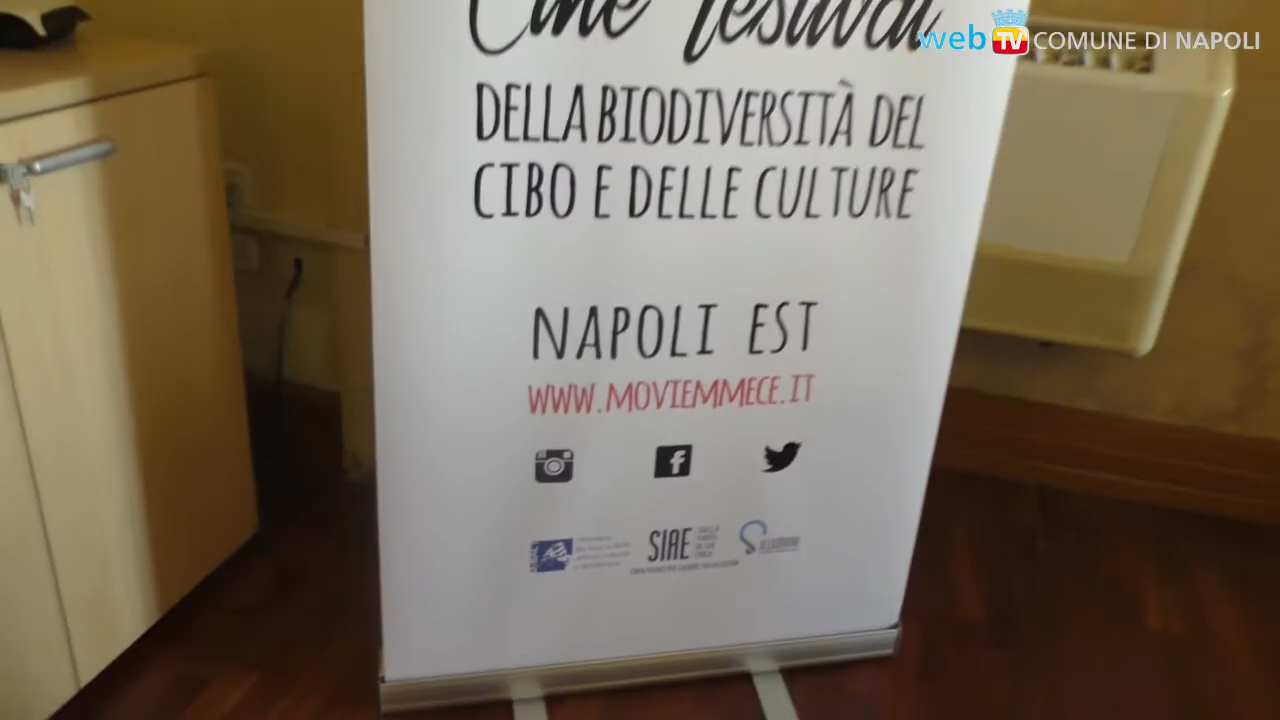 Cine festival
web TV COMUNE DI NAPOLI
DELLA BIODIVERSITÀ DEL
CIBO E DELLE CULTURE
NAPOLI EST
WWW.MOVIEMMECE.IT
SIAE